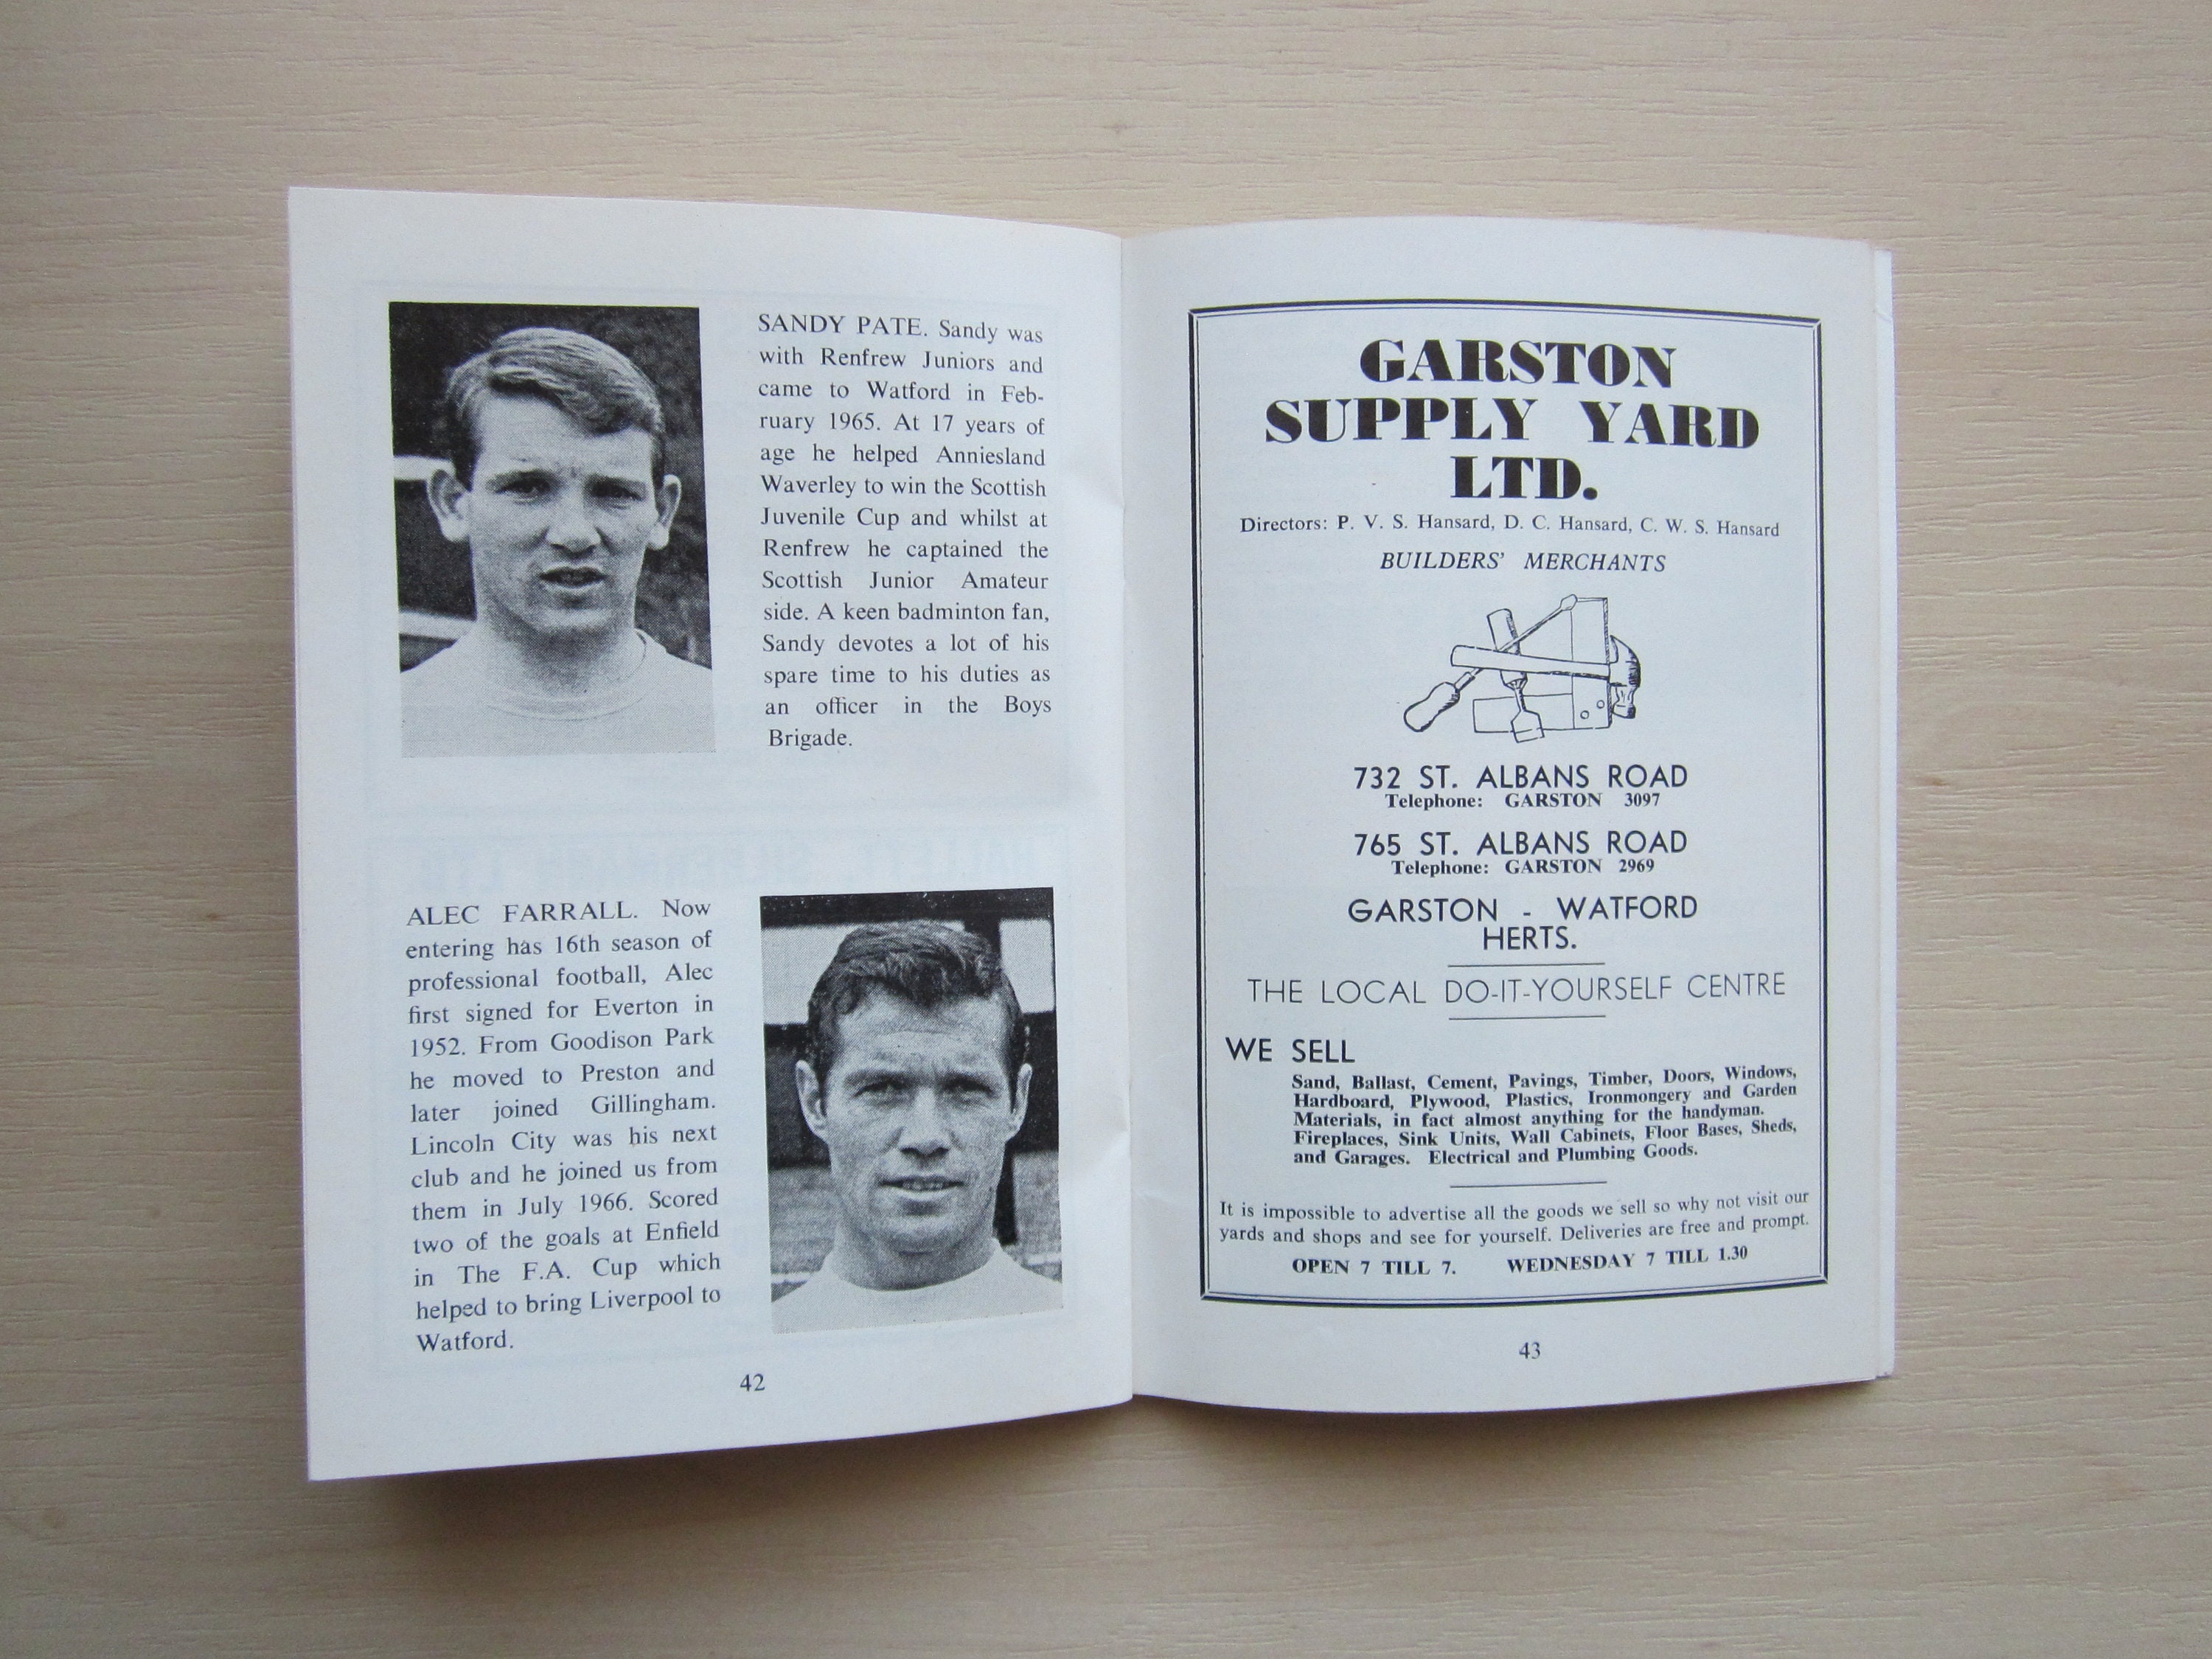 SANDY PATE. Sandy was
with Renfrew Juniors and
came to Watford in Feb-
ruary 1965. At 17 years of
age he helped Anniesland
Waverley to win the Scottish
Juvenile Cup and whilst at
Renfrew he captained the
Scottish Junior Amateur
side. A keen badminton fan,
Sandy devotes a lot of his
spare time to his duties as
an officer in the Boys
Brigade.
ALEC FARRALL. Now
entering has 16th season of
professional football, Alec
first signed for Everton in
1952. From Goodison Park
he moved to Preston and
later joined Gillingham.
Lincoln City was his next
club and he joined us from
them in July 1966. Scored
two of the goals at Enfield
in The F.A. Cup which
helped to bring Liverpool to
Watford.
42
GARSTON
SUPPLY YARD
LTD.
Directors: P. V. S. Hansard, D. C. Hansard, C. W. S. Hansard
BUILDERS' MERCHANTS
732 ST. ALBANS ROAD
Telephone: GARSTON 3097
765 ST. ALBANS ROAD
Telephone: GARSTON 2969
GARSTON - WATFORD
HERTS.
THE LOCAL DO-IT-YOURSELF CENTRE
WE SELL
Sand, Ballast, Cement, Pavings, Timber, Doors, Windows,
Hardboard, Plywood, Plastics, Ironmongery and Garden
Materials, in fact almost anything for the handyman.
Fireplaces, Sink Units, Wall Cabinets, Floor Bases, Sheds,
and Garages. Electrical and Plumbing Goods.
It is impossible to advertise all the goods we sell so why not visit our
yards and shops and see for yourself. Deliveries are free and prompt.
OPEN 7 TILL 7. WEDNESDAY 7 TILL 1.30
43